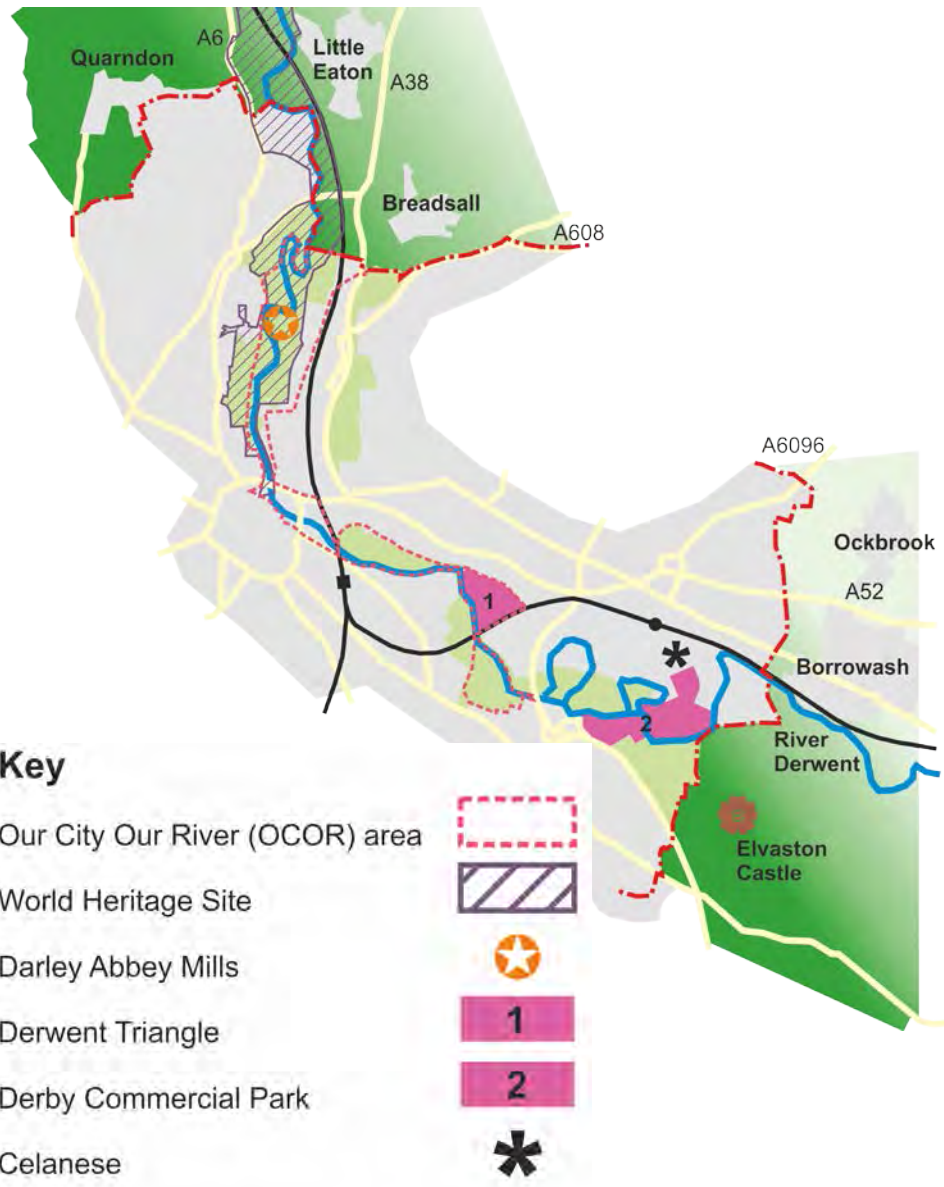 A6
Little
Eaton
Quarndon
A38
Breadsall
A608
A6096
Ockbrook
A52
1
Borrowash
2
River
Derwent
Elvaston
Castle
Key
Our City Our River (OCOR) area
World Heritage Site
Darley Abbey Mills
Derwent Triangle
1
Derby Commercial Park
2
Celanese